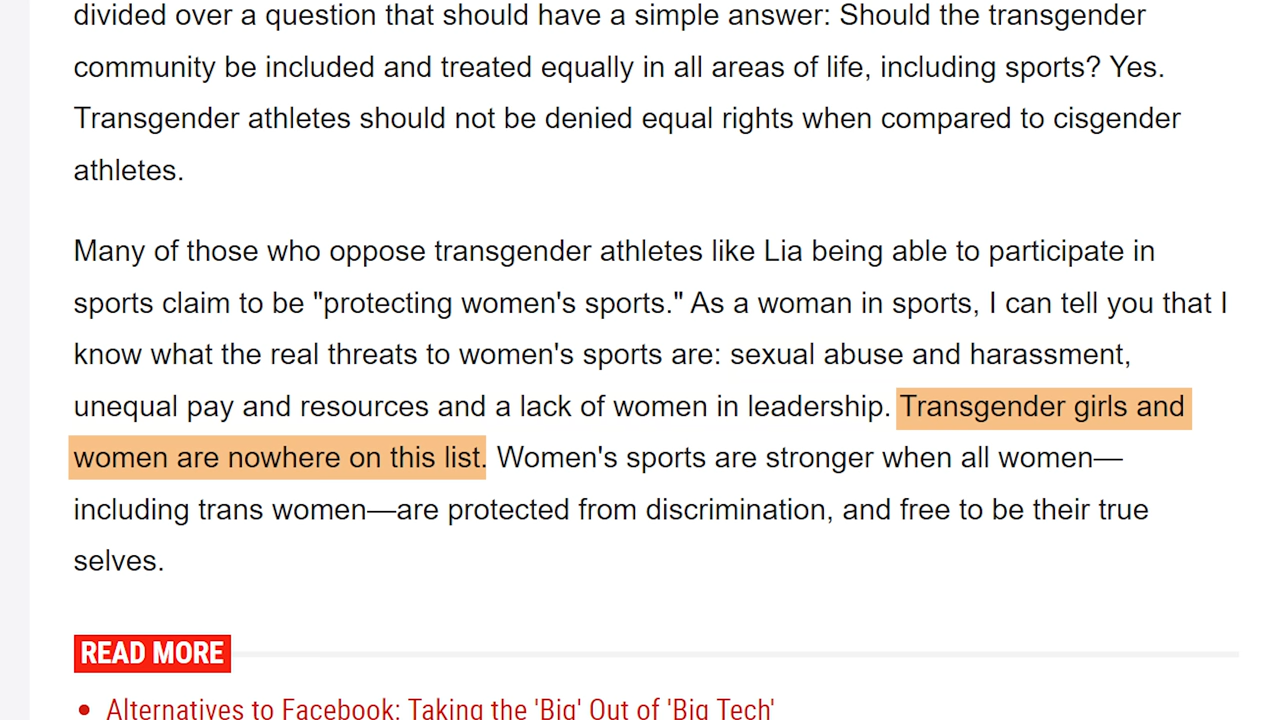 divided over a question that should have a simple answer: Should the transgender
community be included and treated equally in all areas of life, including sports? Yes.
Transgender athletes should not be denied equal rights when compared to cisgender
athletes.
Many of those who oppose transgender athletes like Lia being able to participate in
sports claim to be "protecting women's sports." As a woman in sports, I can tell you that I
know what the real threats to women's sports are: sexual abuse and harassment,
unequal pay and resources and a lack of women in leadership. Transgender girls and
women are nowhere on this list. Women's sports are stronger when all women—
including trans women—are protected from discrimination, and free to be their true
selves.
READ MORE
• Alternatives to Facebook: Taking the 'Big' Out of 'Big Tech'